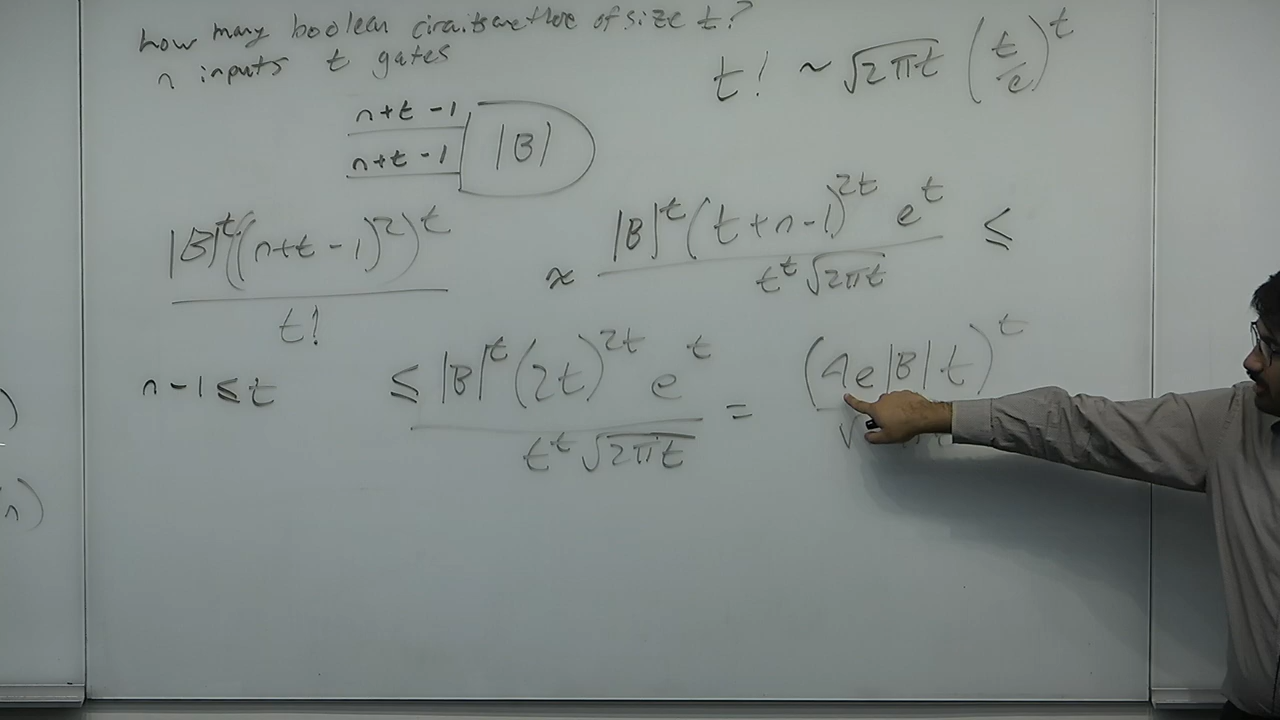 how many boolean circuits are there of size t?
n inputs t gates
t! ~ √2πt (t/e)^t
n+t-1
n+t-1
|B|
|B|^t((n+t-1)^2)^t / t!
≈ |B|^t(t+n-1)^2t e^t / t^t √2πt ≤
n-1≤t
≤ |B|^t(2t)^2t e^t / t^t √2πt = (4e|B|t)^t
)
n)